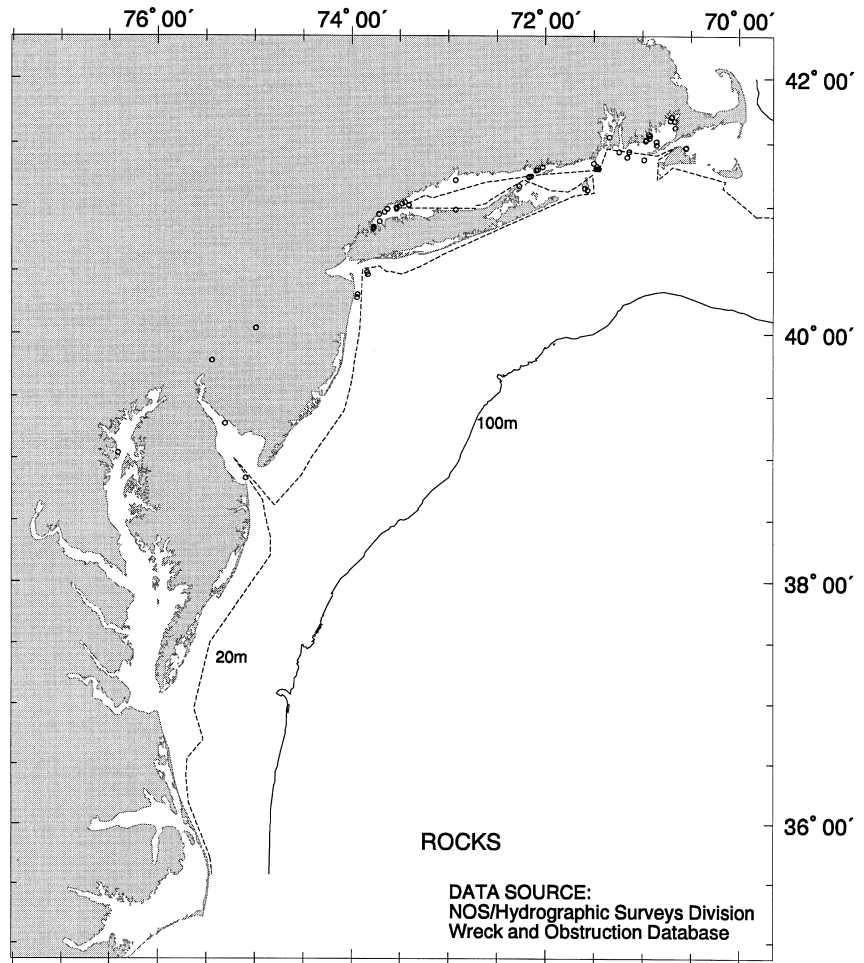 76° 00′ 74° 00′ 72° 00′ 70° 00′
42° 00′
40° 00′
100m
38° 00′
20m
36° 00′
ROCKS
DATA SOURCE:
NOS/Hydrographic Surveys Division
Wreck and Obstruction Database